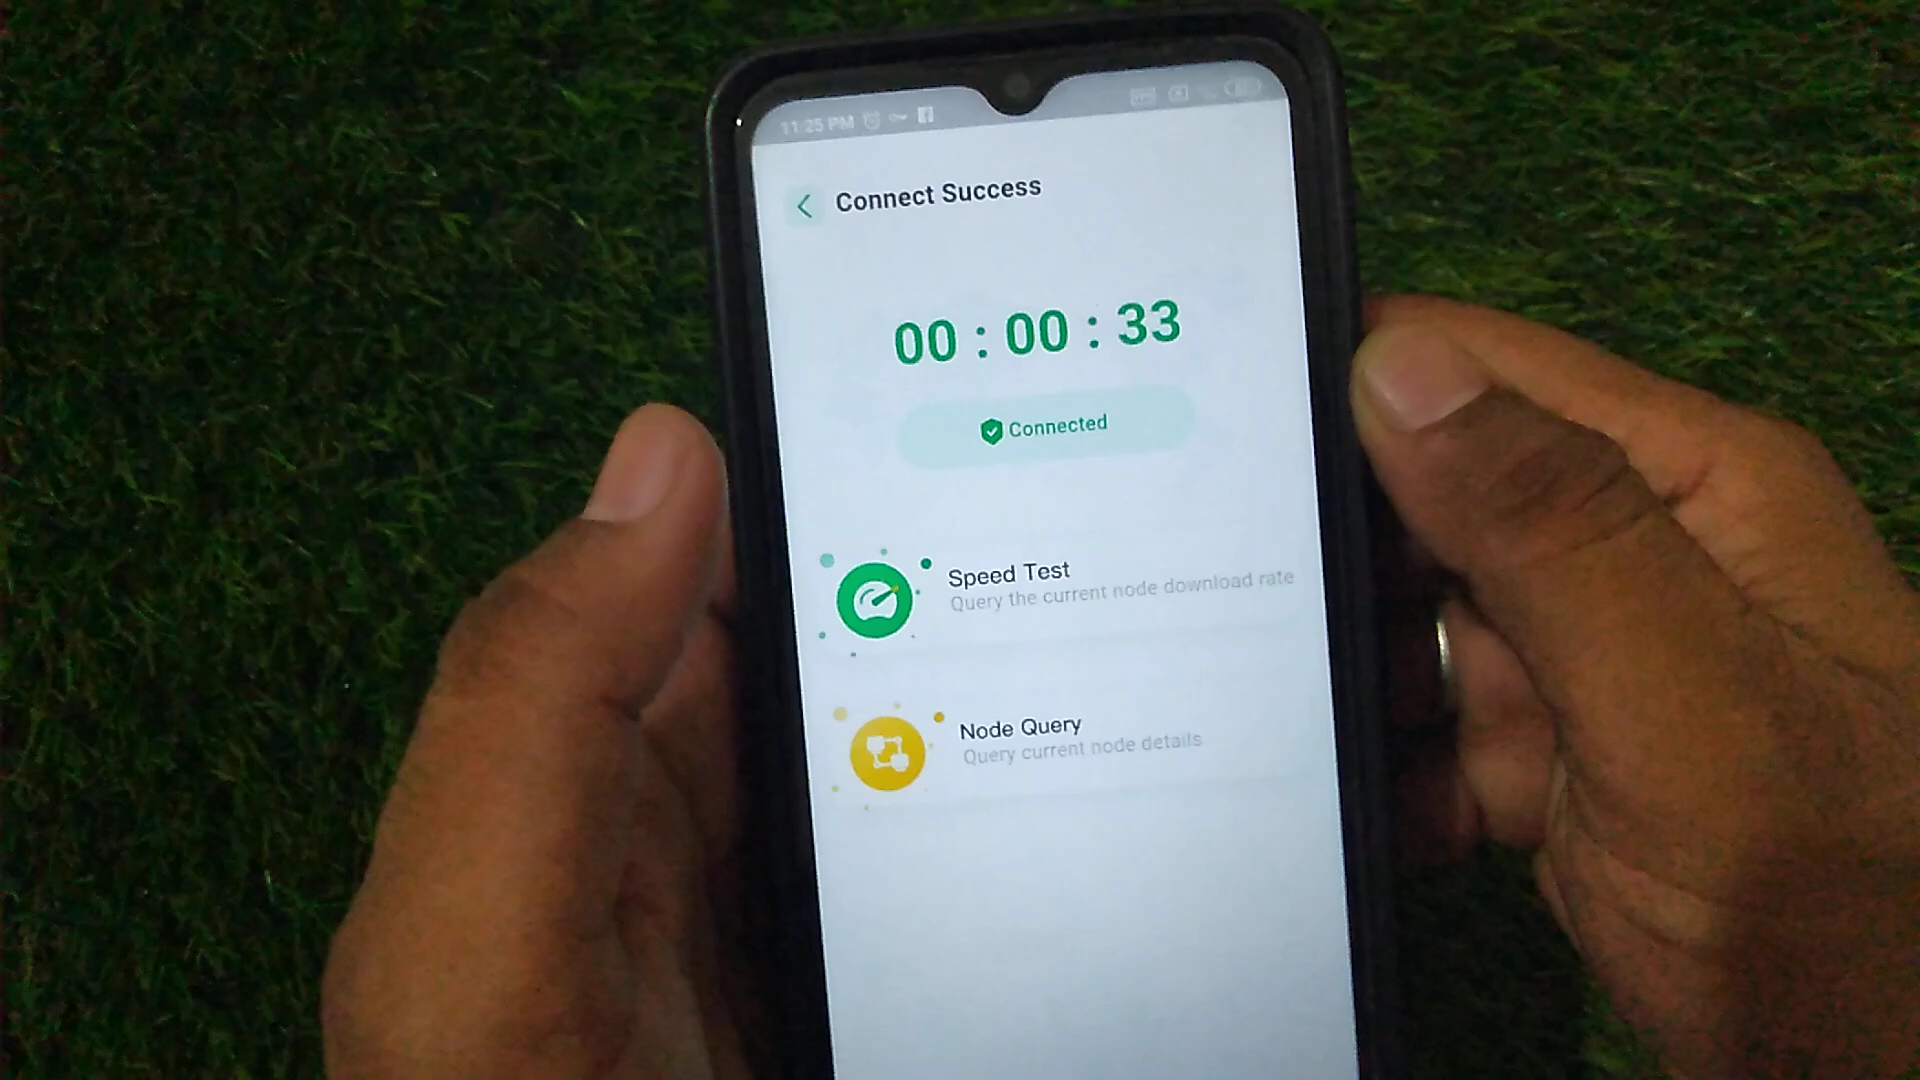 11:25 PM
Connect Success
00 : 00 : 33
Connected
Speed Test
Query the current node download rate
Node Query
Query current node details